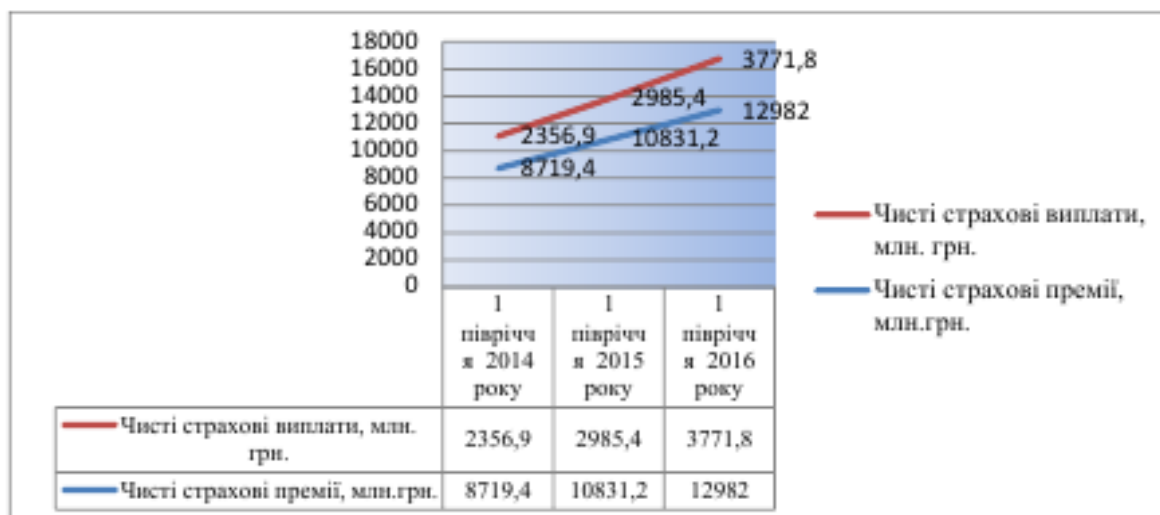 18000
16000
14000
12000
10000
8000
6000
4000
2000
0
3771,8
2985,4
12982
2356,9
10831,2
8719,4
Чисті страхові виплати,
млн. грн.
Чисті страхові премії,
млн.грн.
1
півріччя
я 2014
року
1
півріччя
я 2015
року
1
півріччя
я 2016
року
Чисті страхові виплати, млн.
грн.
2356,9 2985,4 3771,8
Чисті страхові премії, млн.грн. 8719,4 10831,2 12982